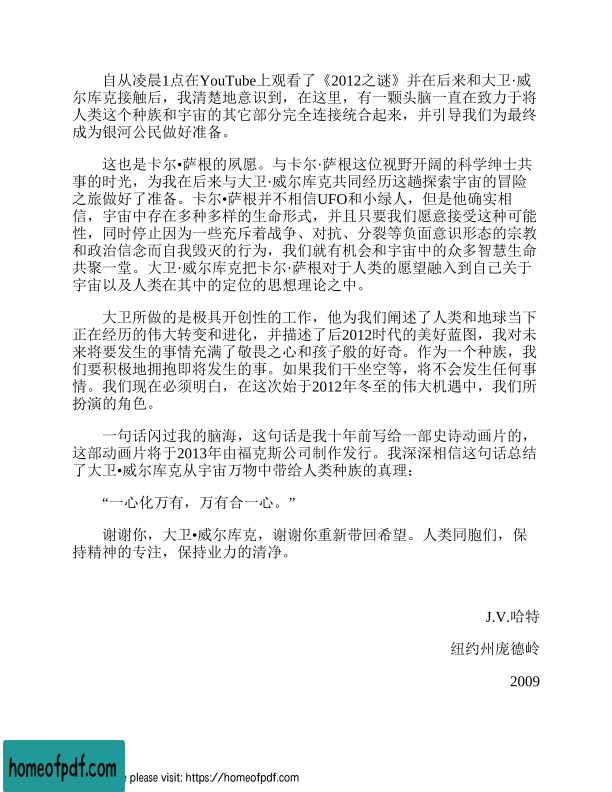 自从凌晨1点在YouTube上观看了《2012之谜》并在后来和大卫·威
尔库克接触后，我清楚地意识到，在这里，有一颗头脑一直在致力于将
人类这个种族和宇宙的其它部分完全连接统合起来，并引导我们为最终
成为银河公民做好准备。
这也是卡尔•萨根的夙愿。与卡尔·萨根这位视野开阔的科学绅士共
事的时光，为我在后来与大卫·威尔库克共同经历这趟探索宇宙的冒险
之旅做好了准备。卡尔•萨根并不相信UFO和小绿人，但是他确实相
信，宇宙中存在多种多样的生命形式，并且只要我们愿意接受这种可能
性，同时停止因为一些充斥着战争、对抗、分裂等负面意识形态的宗教
和政治信念而自我毁灭的行为，我们就有机会和宇宙中的众多智慧生命
共聚一堂。大卫·威尔库克把卡尔·萨根对于人类的愿望融入到自己关于
宇宙以及人类在其中的定位的思想理论之中。
大卫所做的是极具开创性的工作，他为我们阐述了人类和地球当下
正在经历的伟大转变和进化，并描述了后2012时代的美好蓝图，我对未
来将要发生的事情充满了敬畏之心和孩子般的好奇。作为一个种族，我
们要积极地拥抱即将发生的事。如果我们干坐空等，将不会发生任何事
情。我们现在必须明白，在这次始于2012年冬至的伟大机遇中，我们所
扮演的角色。
一句话闪过我的脑海，这句话是我十年前写给一部史诗动画片的，
这部动画片将于2013年由福克斯公司制作发行。我深深相信这句话总结
了大卫•威尔库克从宇宙万物中带给人类种族的真理：
“一心化万有，万有合一心。”
谢谢你，大卫•威尔库克，谢谢你重新带回希望。人类同胞们，保
持精神的专注，保持业力的清净。
J.V.哈特
纽约州庞德岭
2009
homeofpdf.com
e please visit: https://homeofpdf.com